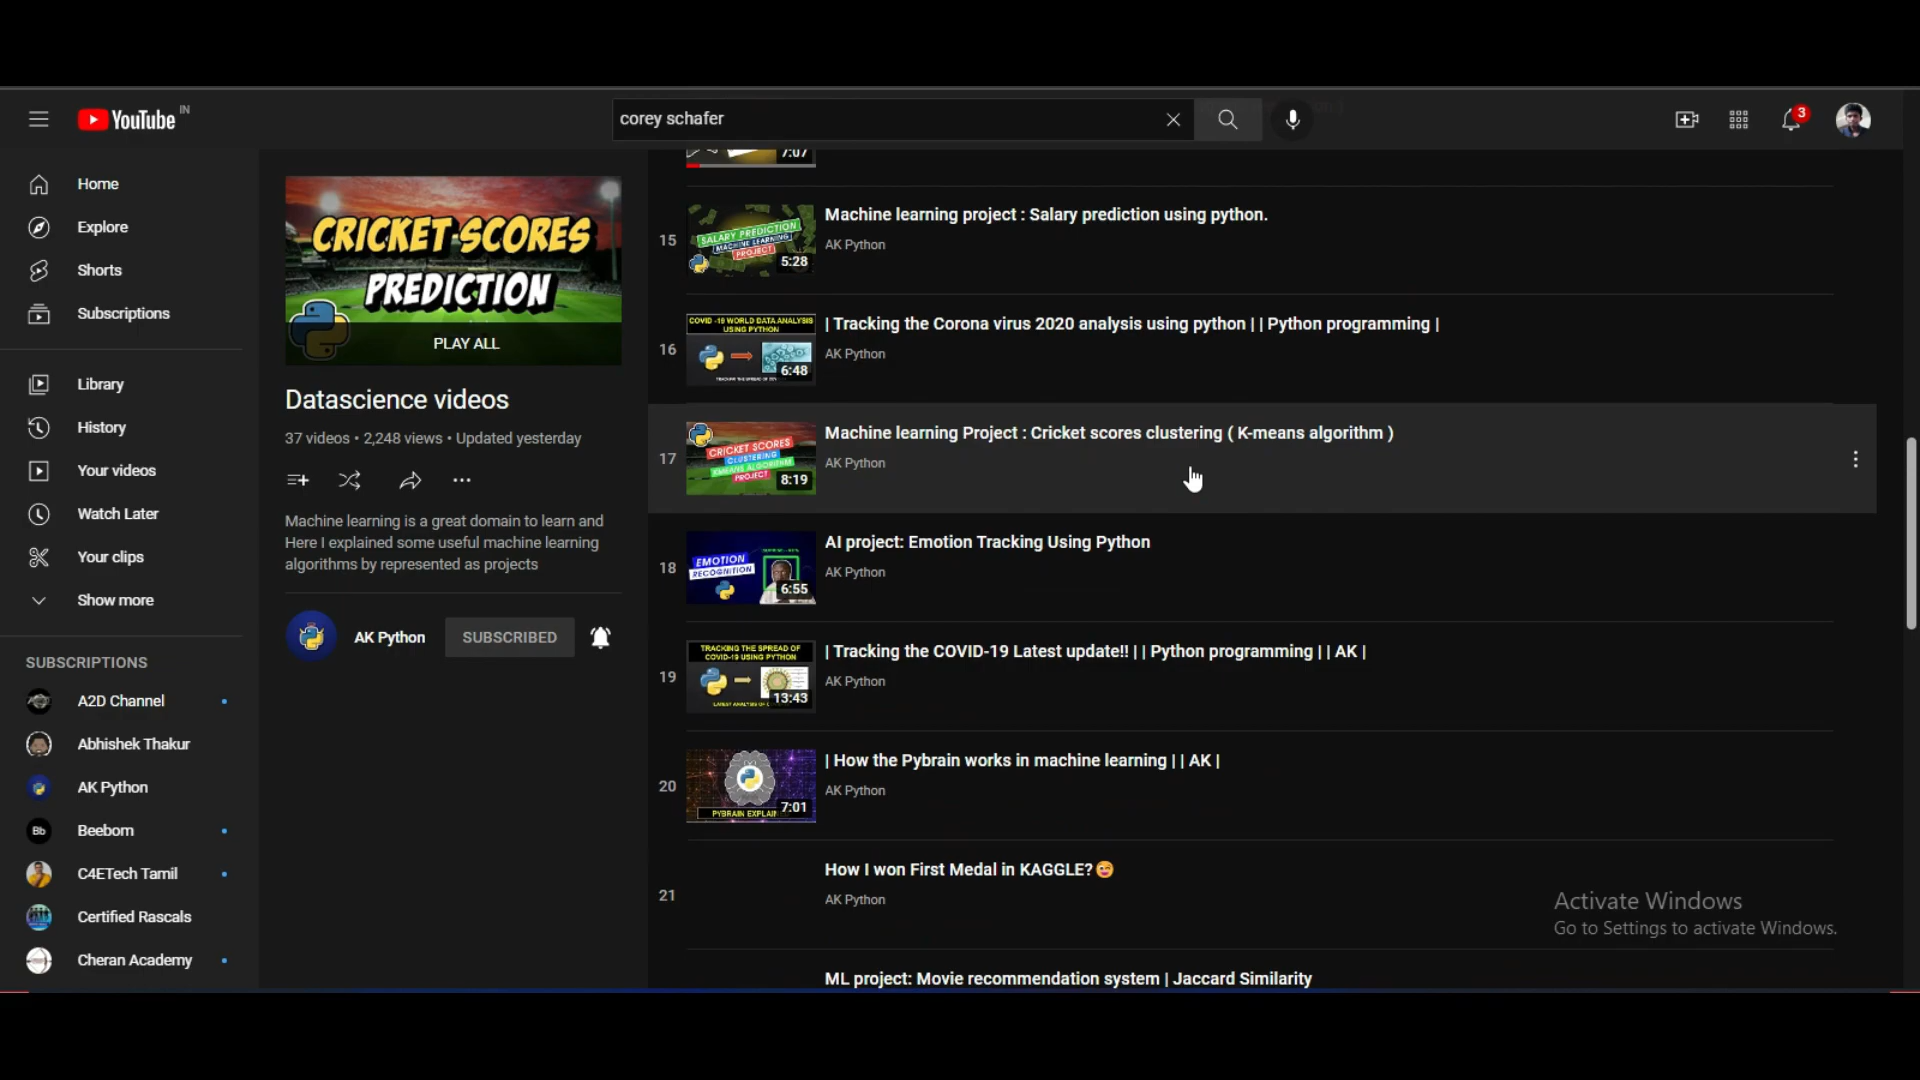 YouTube IN
corey schafer
3
Home
Explore
Shorts
Subscriptions
Library
History
Your videos
Watch Later
Your clips
Show more
SUBSCRIPTIONS
A2D Channel
Abhishek Thakur
AK Python
Beebom
C4ETech Tamil
Certified Rascals
Cheran Academy
CRICKET SCORES
PREDICTION
PLAY ALL
Datascience videos
37 videos • 2,248 views • Updated yesterday
Machine learning is a great domain to learn and
Here I explained some useful machine learning
algorithms by represented as projects
AK Python
SUBSCRIBED
7:07
15
SALARY PREDICTION
MACHINE LEARNING
PROJECT
5:28
Machine learning project : Salary prediction using python.
AK Python
16
COVID -19 WORLD DATA ANALYSIS
USING PYTHON
6:48
| Tracking the Corona virus 2020 analysis using python | | Python programming |
AK Python
17
CRICKET SCORES
CLUSTERING
KMEANS ALGORITHM
PROJECT
8:19
Machine learning Project : Cricket scores clustering ( K-means algorithm )
AK Python
18
EMOTION
RECOGNITION
6:55
AI project: Emotion Tracking Using Python
AK Python
19
TRACKING THE SPREAD OF
COVID-19 USING PYTHON
13:43
| Tracking the COVID-19 Latest update!! | | Python programming | | AK |
AK Python
20
PYBRAIN EXPLAIN
7:01
| How the Pybrain works in machine learning | | AK |
AK Python
21
How I won First Medal in KAGGLE?😊
AK Python
ML project: Movie recommendation system | Jaccard Similarity
Activate Windows
Go to Settings to activate Windows.